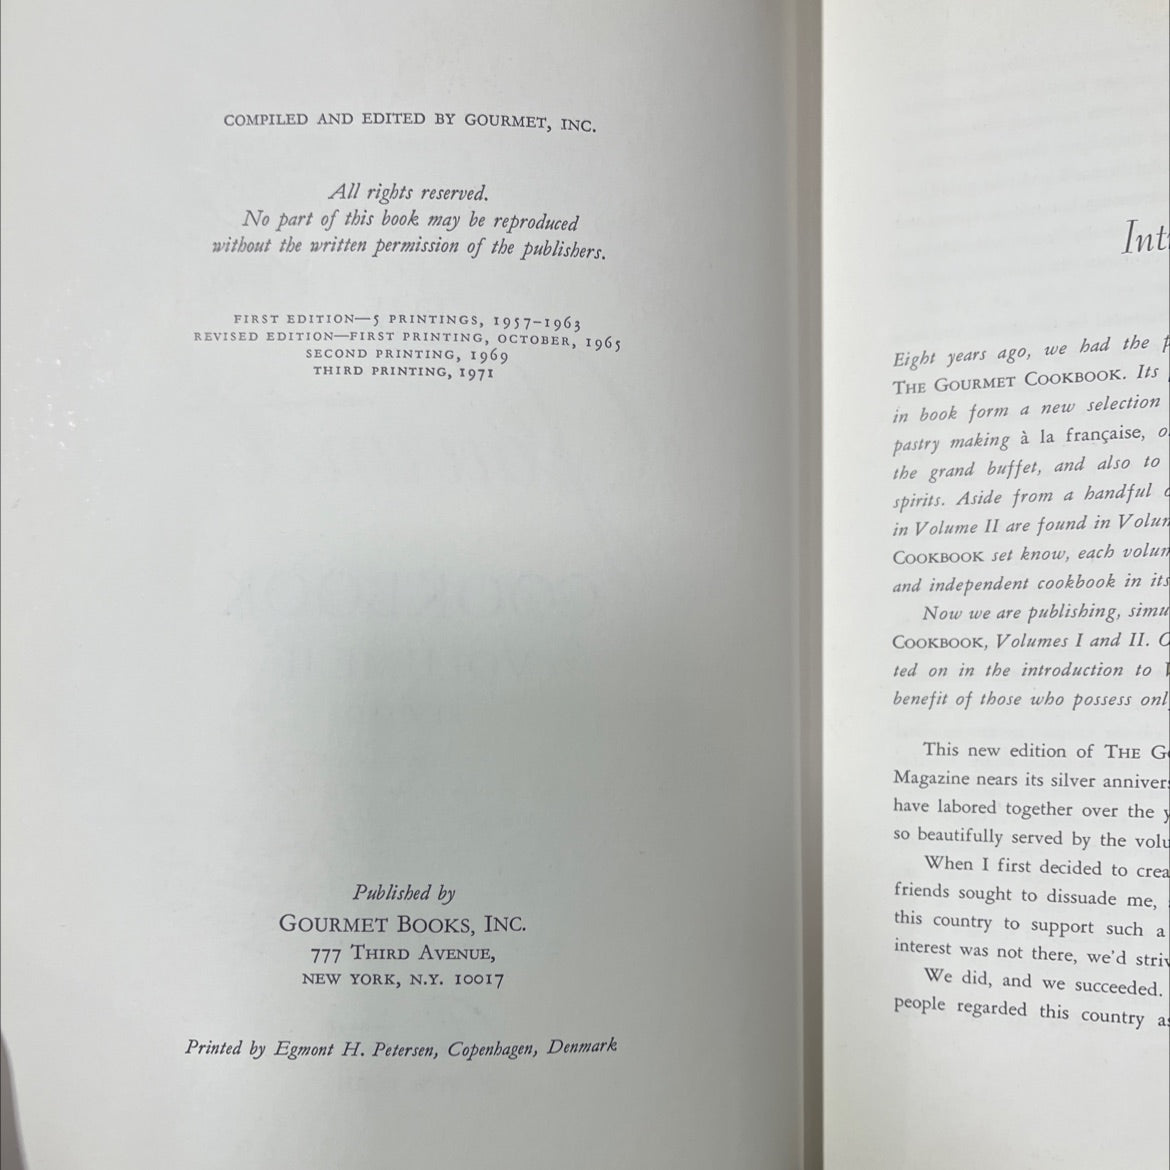 COMPILED AND EDITED BY GOURMET, INC.
All rights reserved.
No part of this book may be reproduced
without the written permission of the publishers.
FIRST EDITION—5 PRINTINGS, 1957–1963
REVISED EDITION—FIRST PRINTING, OCTOBER, 1965
SECOND PRINTING, 1969
THIRD PRINTING, 1971
Published by
GOURMET BOOKS, INC.
777 THIRD AVENUE,
NEW YORK, N.Y. 10017
Printed by Egmont H. Petersen, Copenhagen, Denmark
Eight years ago, we had the
THE GOURMET COOKBOOK. Its
in book form a new selection
pastry making à la française,
the grand buffet, and also to
spirits. Aside from a handful
in Volume II are found in
COOKBOOK set know, each
and independent cookbook in its
Now we are publishing,
COOKBOOK, Volumes I and II.
ted on in the introduction to
benefit of those who possess
This new edition of THE
Magazine nears its silver
have labored together over the
so beautifully served by the
When I first decided to
friends sought to dissuade me,
this country to support such a
interest was not there, we'd
We did, and we succeeded.
people regarded this country